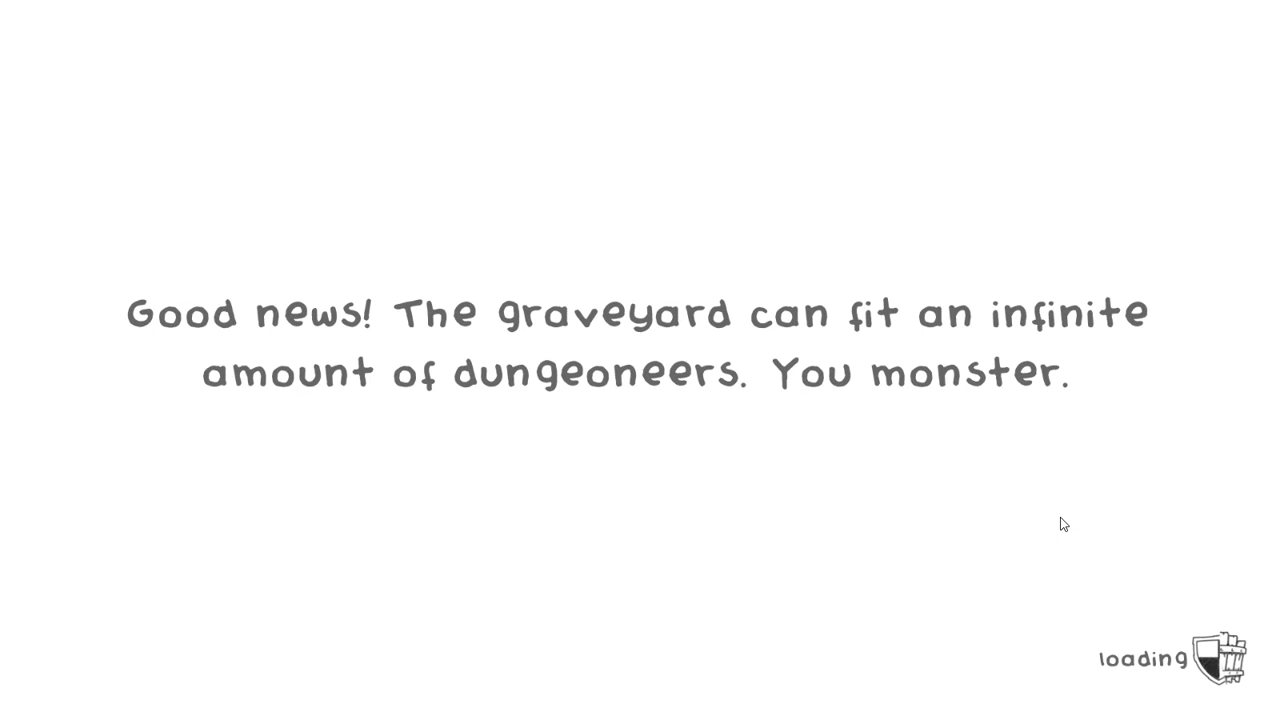 Good news! The graveyard can fit an infinite
amount of dungeoneers. You monster.
loading